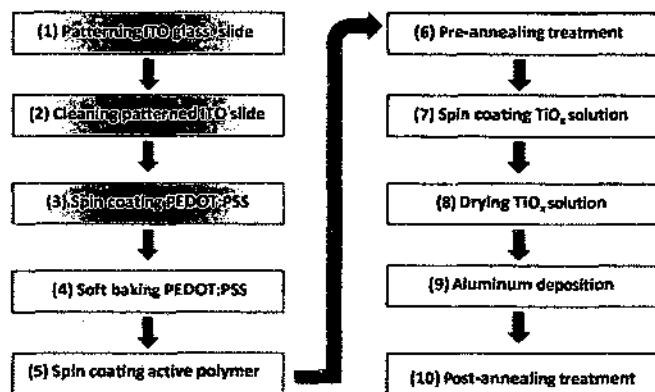 (1) Patterning ITO glass slide
(2) Cleaning patterned ITO slide
(3) Spin coating PEDOT:PSS
(4) Soft baking PEDOT:PSS
(5) Spin coating active polymer
(6) Pre-annealing treatment
(7) Spin coating TiOₓ solution
(8) Drying TiOₓ solution
(9) Aluminum deposition
(10) Post-annealing treatment